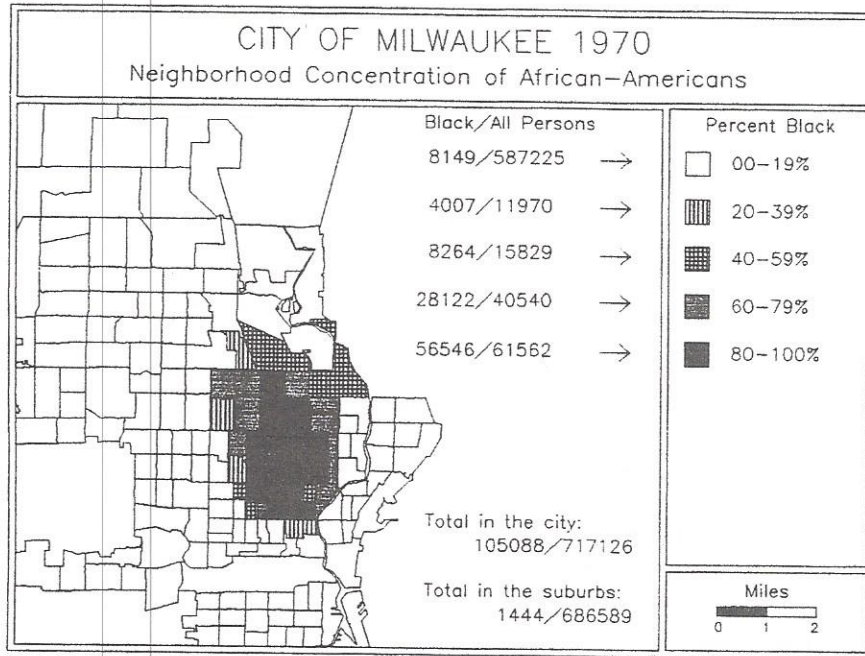 CITY OF MILWAUKEE 1970
Neighborhood Concentration of African-Americans
Black/All Persons
8149/587225 →
4007/11970 →
8264/15829 →
28122/40540 →
56546/61562 →
Total in the city:
105088/717126
Total in the suburbs:
1444/686589
Percent Black
00-19%
20-39%
40-59%
60-79%
80-100%
Miles
0 1 2